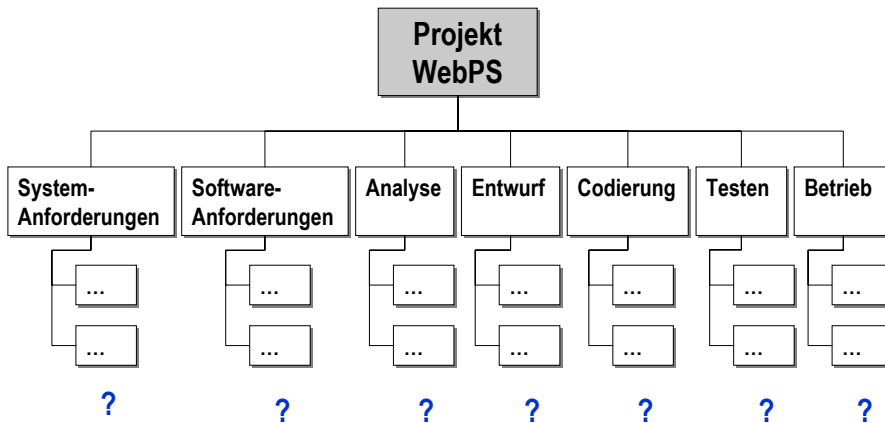 Projekt
WebPS
System-
Anforderungen
Software-
Anforderungen
Analyse
Entwurf
Codierung
Testen
Betrieb
...
...
...
...
...
...
...
...
...
...
...
...
...
...
?
?
?
?
?
?
?